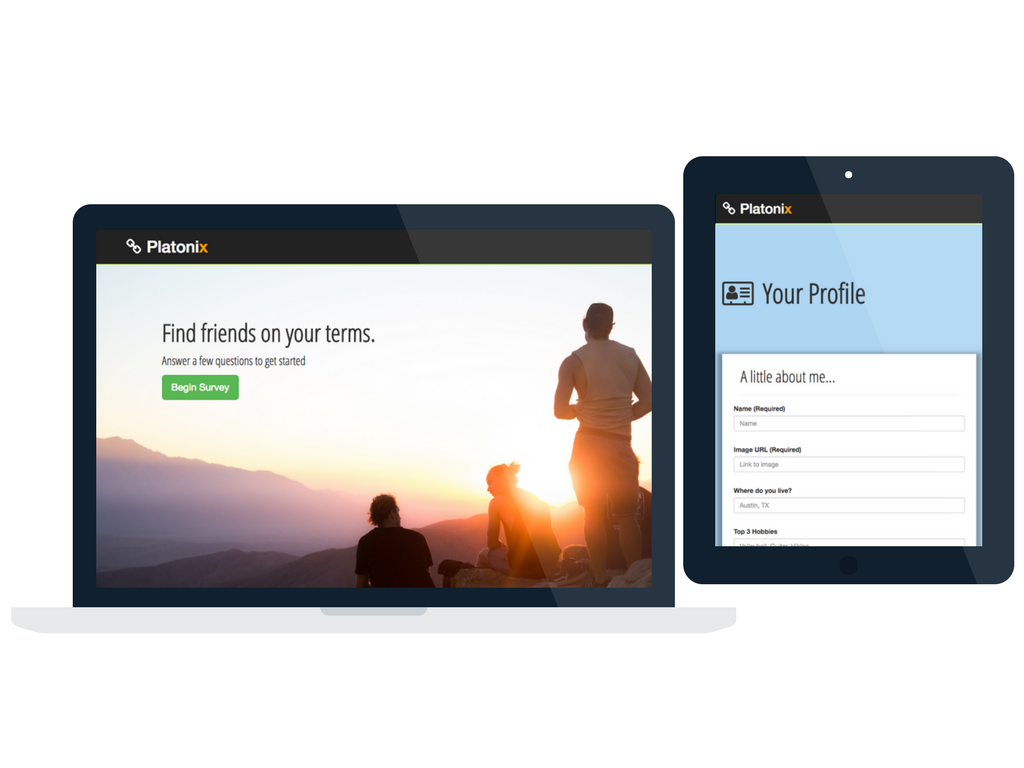 Platonix
Find friends on your terms.
Answer a few questions to get started
Begin Survey
Platonix
Your Profile
A little about me...
Name (Required)
Name
Image URL (Required)
Link to Image
Where do you live?
Austin, TX
Top 3 Hobbies